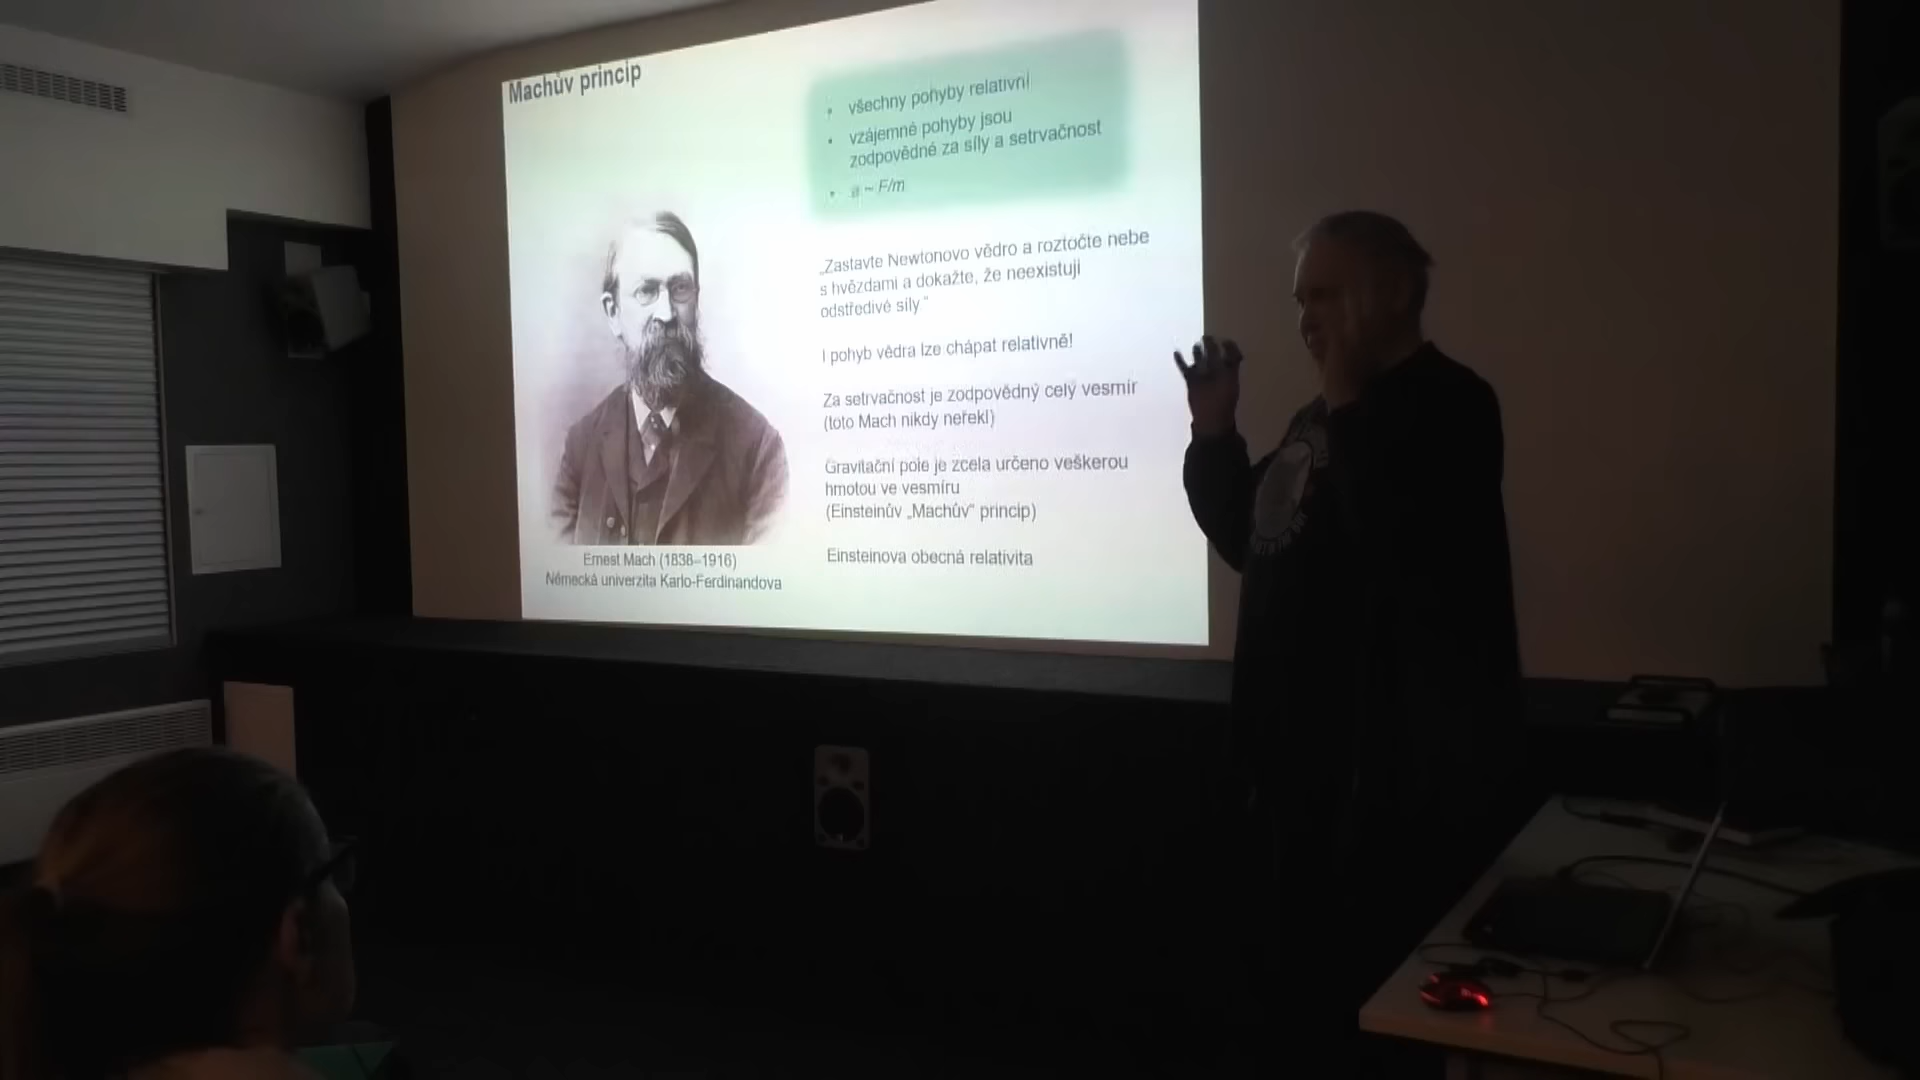 Machův princip
• všechny pohyby relativní
• vzájemné pohyby jsou
zodpovědné za síly a setrvačnost
• a ~ F/m
„Zastavte Newtonovo vědro a roztočte nebe
s hvězdami a dokažte, že neexistují
odstředivé síly.“
I pohyb vědra lze chápat relativně!
Za setrvačnost je zodpovědný celý vesmír
(toto Mach nikdy neřekl)
Gravitační pole je zcela určeno veškerou
hmotou ve vesmíru
(Einsteinův „Machův“ princip)
Einsteinova obecná relativita
Ernest Mach (1838–1916)
Německá univerzita Karlo-Ferdinandova